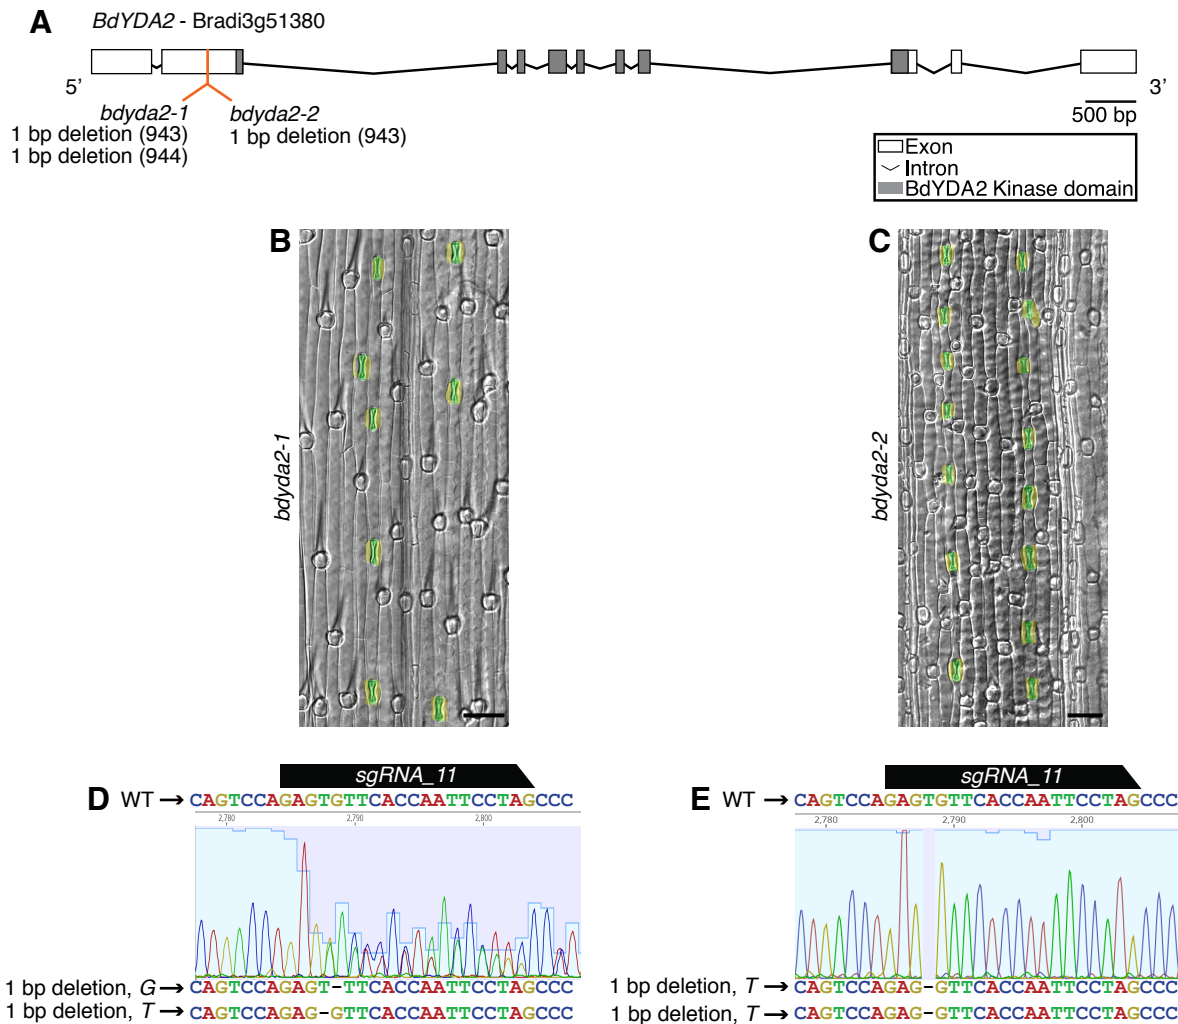 A
BdYDA2 - Bradi3g51380
5'
3'
bdyda2-1
1 bp deletion (943)
1 bp deletion (944)
bdyda2-2
1 bp deletion (943)
500 bp
Exon
Intron
BdYDA2 Kinase domain
B
bdyda2-1
C
bdyda2-2
D
sgRNA_11
WT → CAGTCCAGAGTGTTCACCAATTCCTAGCCC
2,780 2,790 2,800
1 bp deletion, G → CAGTCCAGAGT-TTCACCAATTCCTAGCCC
1 bp deletion, T → CAGTCCAGAG-GTTCACCAATTCCTAGCCC
E
sgRNA_11
WT → CAGTCCAGAGTGTTCACCAATTCCTAGCCC
2,780 2,790 2,800
1 bp deletion, T → CAGTCCAGAG-GTTCACCAATTCCTAGCCC
1 bp deletion, T → CAGTCCAGAG-GTTCACCAATTCCTAGCCC